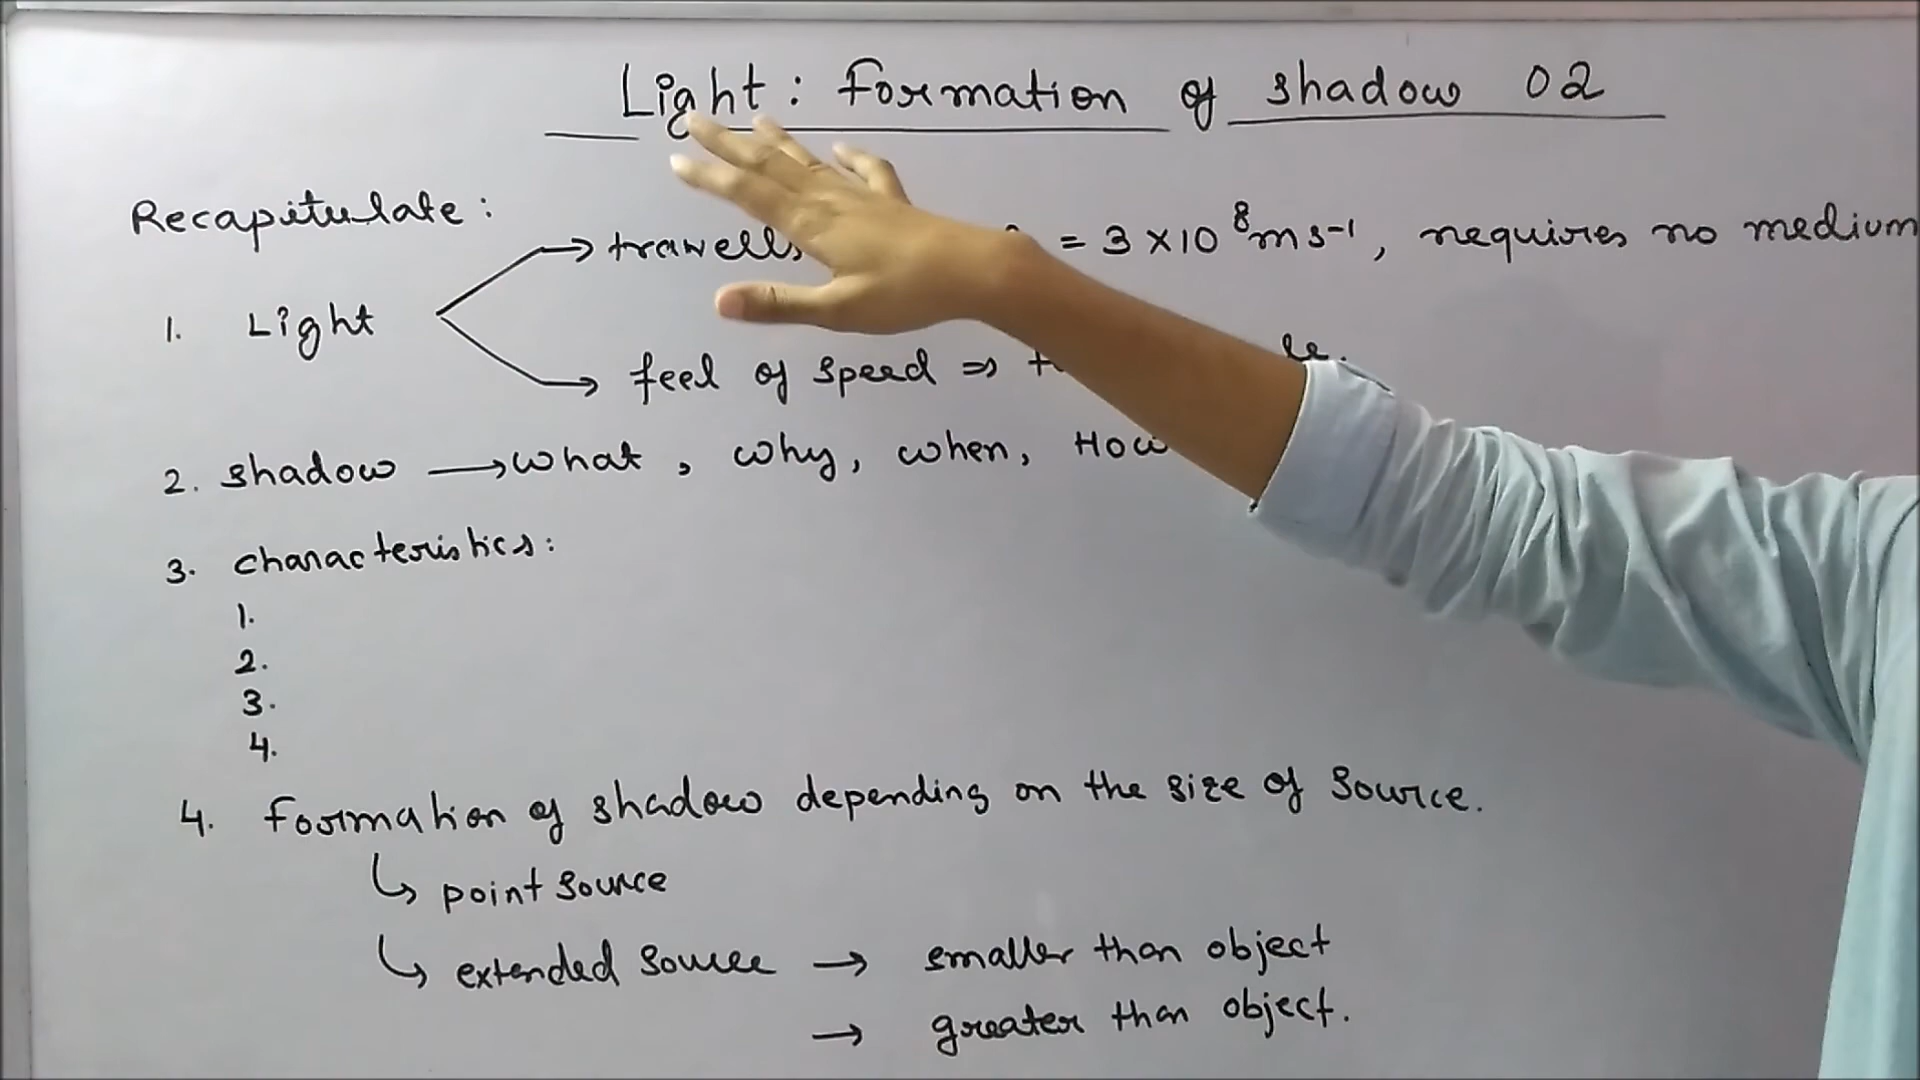 Light: Formation of shadow 02
Recapitulate:
travells = 3 × 10⁸ ms⁻¹, requires no medium
1. Light
feel of speed ⇒
2. shadow → what, why, when, How
3. characteristics:
1.
2.
3.
4.
4. Formation of shadow depending on the size of source.
↳ point source
↳ extended source → smaller than object
→ greater than object.